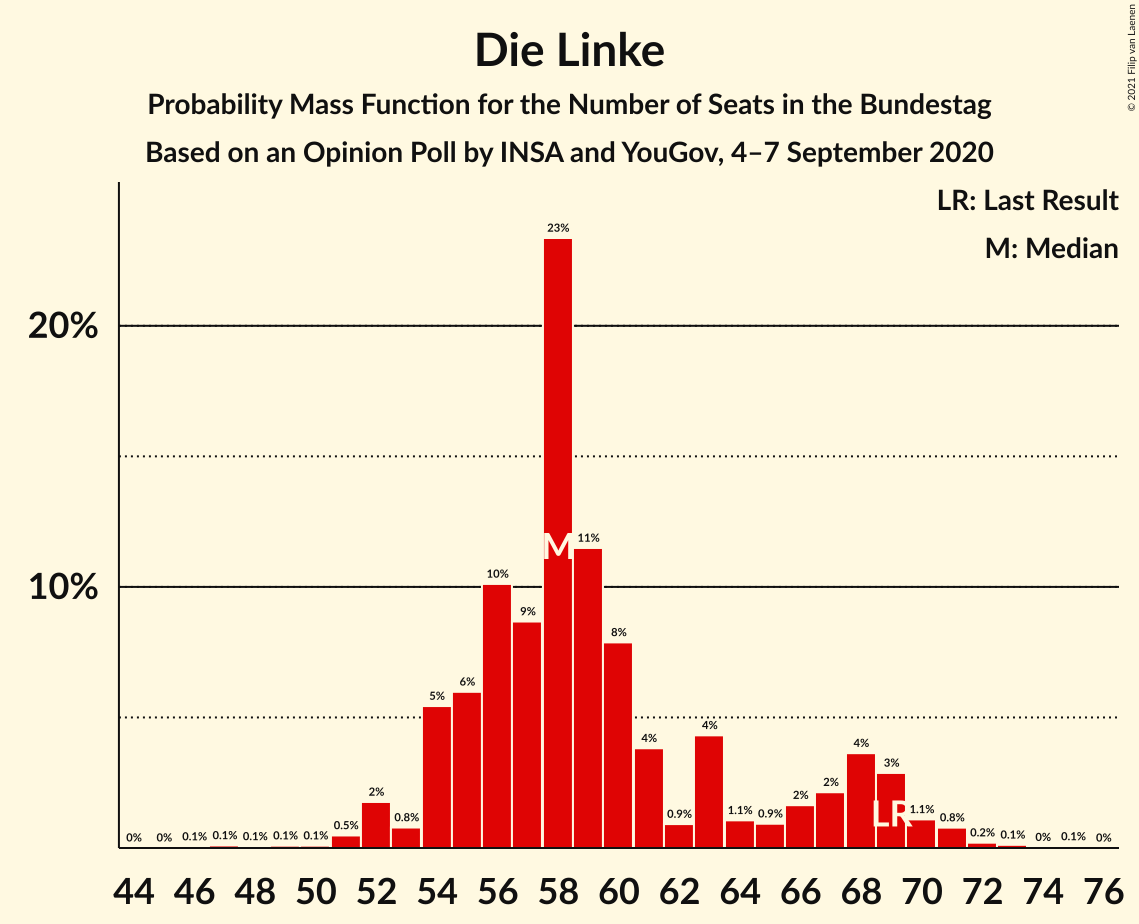 Die Linke
Probability Mass Function for the Number of Seats in the Bundestag
Based on an Opinion Poll by INSA and YouGov, 4–7 September 2020
© 2021 Filip van Laenen
LR: Last Result
M: Median
20%
10%
0% 0% 0.1% 0.1% 0.1% 0.1% 0.1% 0.5% 2% 0.8% 5% 6% 10% 9% 23% 11% 8% 4% 0.9% 4% 1.1% 0.9% 2% 2% 4% 3% 1.1% 0.8% 0.2% 0.1% 0% 0.1% 0%
M
LR
44 46 48 50 52 54 56 58 60 62 64 66 68 70 72 74 76